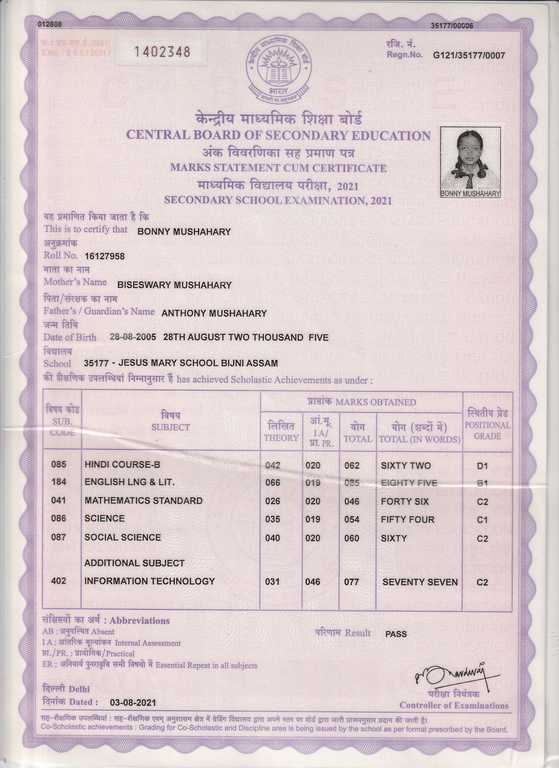 012808
35177/00006
1402348
रजि. नं.
Regn.No. G121/35177/0007
भारत
केन्द्रीय माध्यमिक शिक्षा बोर्ड
CENTRAL BOARD OF SECONDARY EDUCATION
अंक विवरणिका सह प्रमाण पत्र
MARKS STATEMENT CUM CERTIFICATE
माध्यमिक विद्यालय परीक्षा, 2021
SECONDARY SCHOOL EXAMINATION, 2021
BONNY MUSHAHARY
यह प्रमाणित किया जाता है कि
This is to certify that BONNY MUSHAHARY
अनुक्रमांक
Roll No. 16127958
माता का नाम
Mother's Name BISESWARY MUSHAHARY
पिता/संरक्षक का नाम
Father's / Guardian's Name ANTHONY MUSHAHARY
जन्म तिथि
Date of Birth 28-08-2005 28TH AUGUST TWO THOUSAND FIVE
विद्यालय
School 35177 - JESUS MARY SCHOOL BIJNI ASSAM
की शैक्षणिक उपलब्धियां निम्नानुसार हैं has achieved Scholastic Achievements as under :
विषय कोड SUB. CODE
विषय SUBJECT
प्राप्तांक MARKS OBTAINED
लिखित THEORY
आं.मू. I A/ प्रा. PR.
योग TOTAL
योग (शब्दों में) TOTAL (IN WORDS)
स्थितीय ग्रेड POSITIONAL GRADE
085 HINDI COURSE-B 042 020 062 SIXTY TWO D1
184 ENGLISH LNG & LIT. 066 019 085 EIGHTY FIVE B1
041 MATHEMATICS STANDARD 026 020 046 FORTY SIX C2
086 SCIENCE 035 019 054 FIFTY FOUR C1
087 SOCIAL SCIENCE 040 020 060 SIXTY C2
ADDITIONAL SUBJECT
402 INFORMATION TECHNOLOGY 031 046 077 SEVENTY SEVEN C2
संक्षिप्तियों का अर्थ : Abbreviations
AB : अनुपस्थित Absent
I A : आंतरिक मूल्यांकन Internal Assessment
प्रा./PR. : प्रायोगिक/Practical
ER : अनिवार्य पुनरावृत्ति सभी विषयों में Essential Repeat in all subjects
परिणाम Result PASS
दिल्ली Delhi
दिनांक Dated : 03-08-2021
परीक्षा नियंत्रक
Controller of Examinations
सह-शैक्षणिक उपलब्धियां : सह-शैक्षणिक एवम् अनुशासन क्षेत्र में ग्रेडिंग विद्यालय द्वारा अपने स्तर पर बोर्ड द्वारा जारी प्रारूपानुसार प्रदान की जाती है।
Co-Scholastic achievements : Grading for Co-Scholastic and Discipline area is being issued by the school as per format prescribed by the Board.